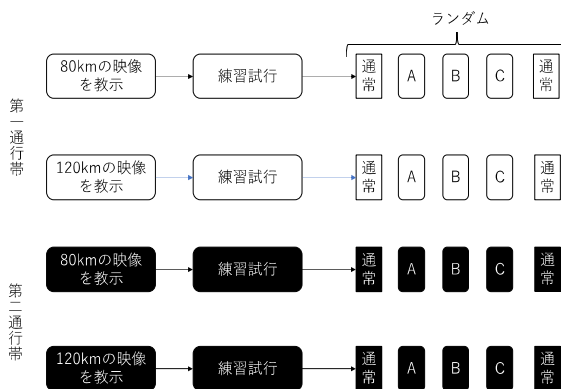 ランダム
第一通行帯
80kmの映像
を教示
練習試行
通常
A
B
C
通常
120kmの映像
を教示
練習試行
通常
A
B
C
通常
第二通行帯
80kmの映像
を教示
練習試行
通常
A
B
C
通常
120kmの映像
を教示
練習試行
通常
A
B
C
通常